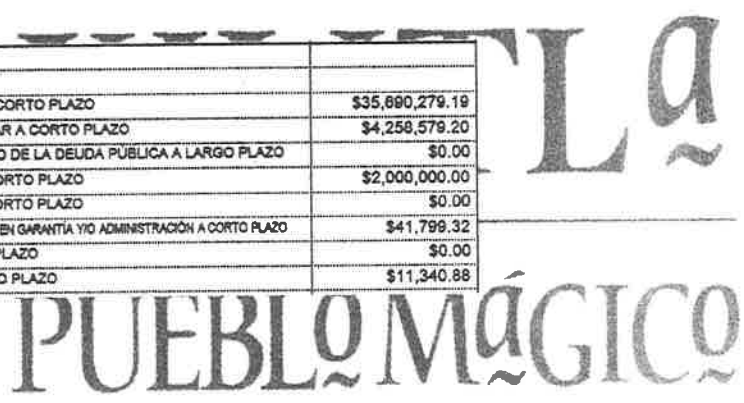 TLa
CORTO PLAZO $35,690,279.19
AR A CORTO PLAZO $4,258,579.20
O DE LA DEUDA PÚBLICA A LARGO PLAZO $0.00
ORTO PLAZO $2,000,000.00
ORTO PLAZO $0.00
EN GARANTÍA Y/O ADMINISTRACIÓN A CORTO PLAZO $41,799.32
PLAZO $0.00
O PLAZO $11,340.88
PUEBLO MáGICO